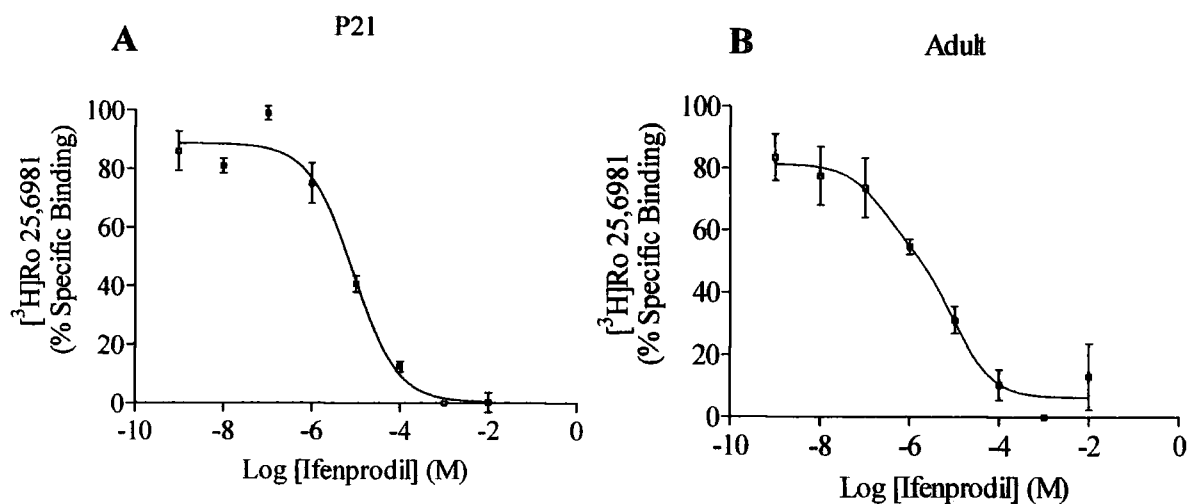 A
P21
[³H]Ro 25,6981
(% Specific Binding)
100
80
60
40
20
0
-10
-8
-6
-4
-2
0
Log [Ifenprodil] (M)
B
Adult
[³H]Ro 25,6981
(% Specific Binding)
100
80
60
40
20
0
-10
-8
-6
-4
-2
0
Log [Ifenprodil] (M)